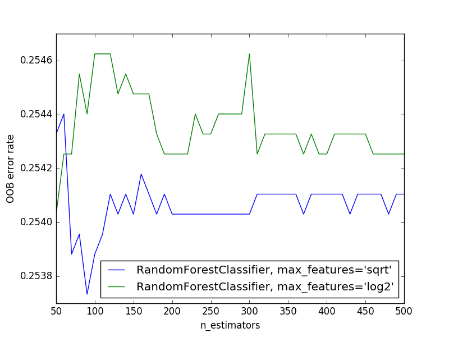 0.2546
0.2544
0.2542
0.2540
0.2538
OOB error rate
RandomForestClassifier, max_features='sqrt'
RandomForestClassifier, max_features='log2'
50 100 150 200 250 300 350 400 450 500
n_estimators